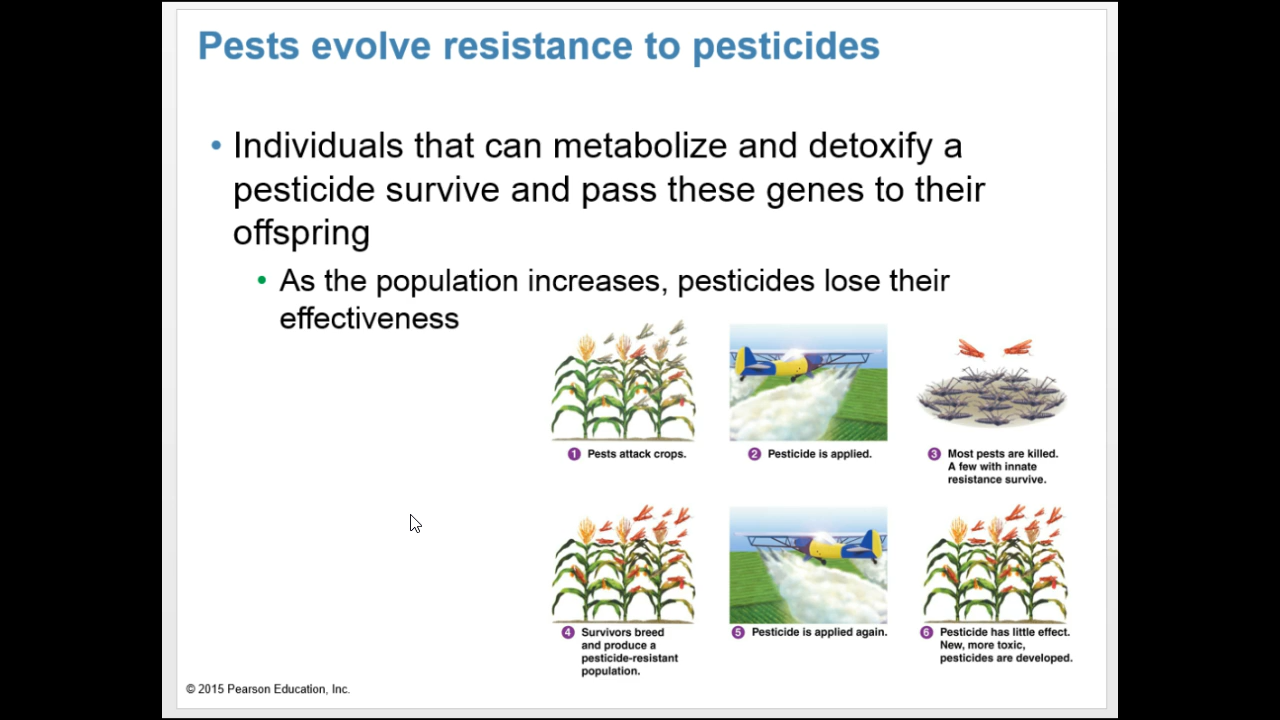 Pests evolve resistance to pesticides
• Individuals that can metabolize and detoxify a
pesticide survive and pass these genes to their
offspring
• As the population increases, pesticides lose their
effectiveness
1 Pests attack crops.
2 Pesticide is applied.
3 Most pests are killed.
A few with innate
resistance survive.
4 Survivors breed
and produce a
pesticide-resistant
population.
5 Pesticide is applied again.
6 Pesticide has little effect.
New, more toxic,
pesticides are developed.
© 2015 Pearson Education, Inc.